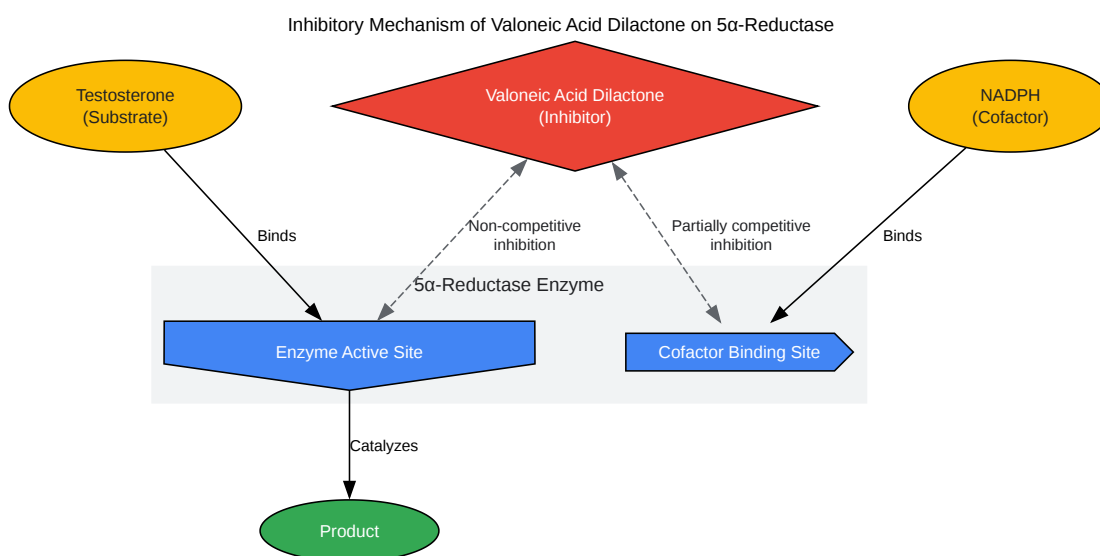 Inhibitory Mechanism of Valoneic Acid Dilactone on 5α-Reductase
Testosterone
(Substrate)
Valoneic Acid Dilactone
(Inhibitor)
NADPH
(Cofactor)
Binds
Non-competitive
inhibition
Partially competitive
inhibition
Binds
5α-Reductase Enzyme
Enzyme Active Site
Cofactor Binding Site
Catalyzes
Product